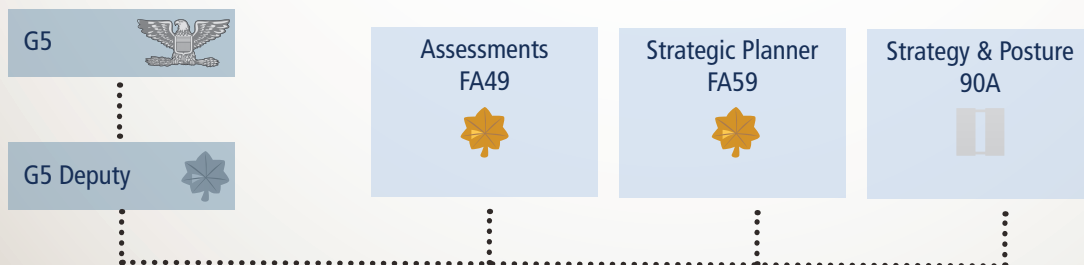 G5
G5 Deputy
Assessments
FA49
Strategic Planner
FA59
Strategy & Posture
90A